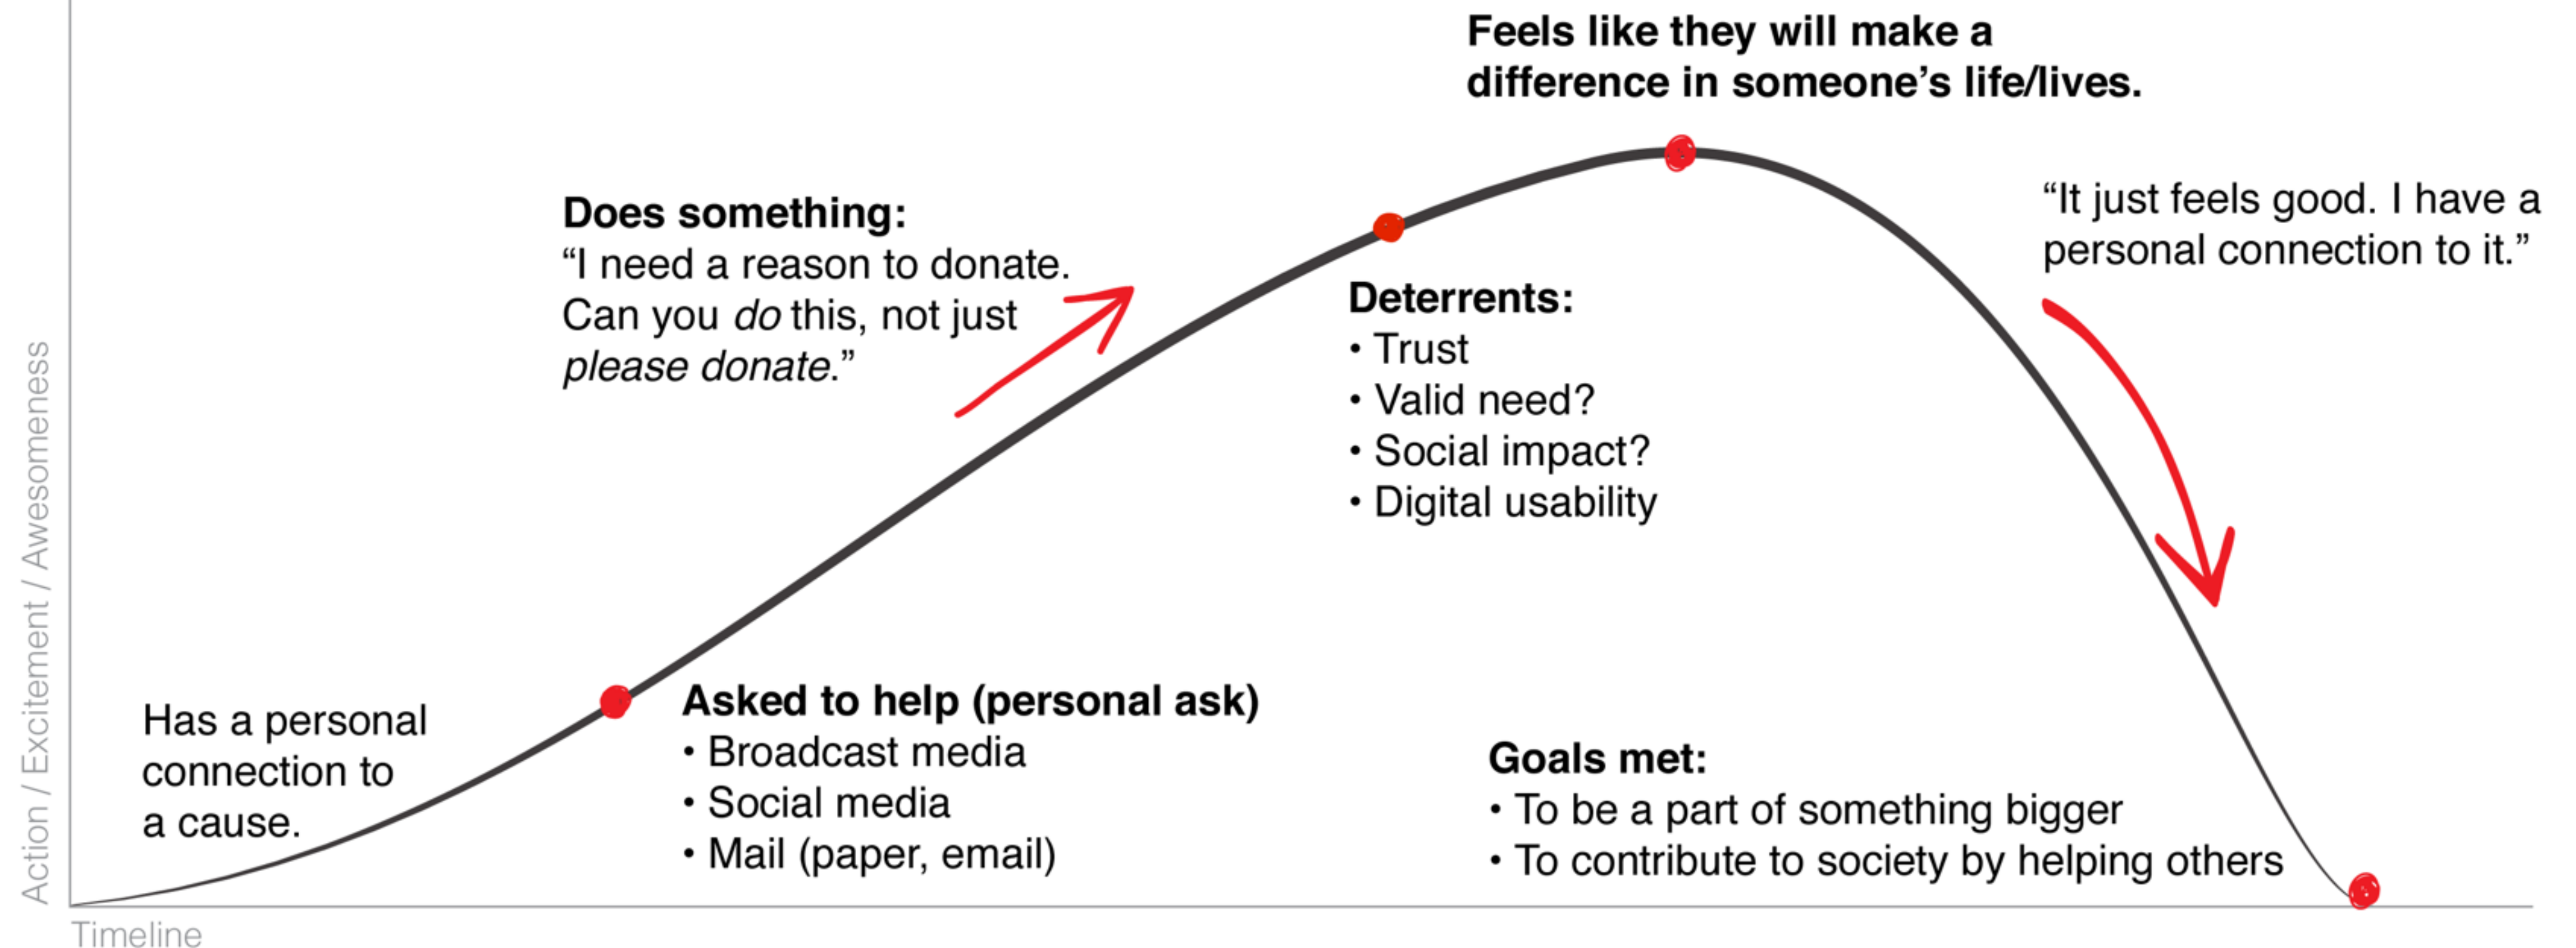 Feels like they will make a
difference in someone’s life/lives.
“It just feels good. I have a
personal connection to it.”
Does something:
“I need a reason to donate.
Can you do this, not just
please donate.”
Deterrents:
• Trust
• Valid need?
• Social impact?
• Digital usability
Has a personal
connection to
a cause.
Asked to help (personal ask)
• Broadcast media
• Social media
• Mail (paper, email)
Goals met:
• To be a part of something bigger
• To contribute to society by helping others
Action / Excitement / Awesomeness
Timeline